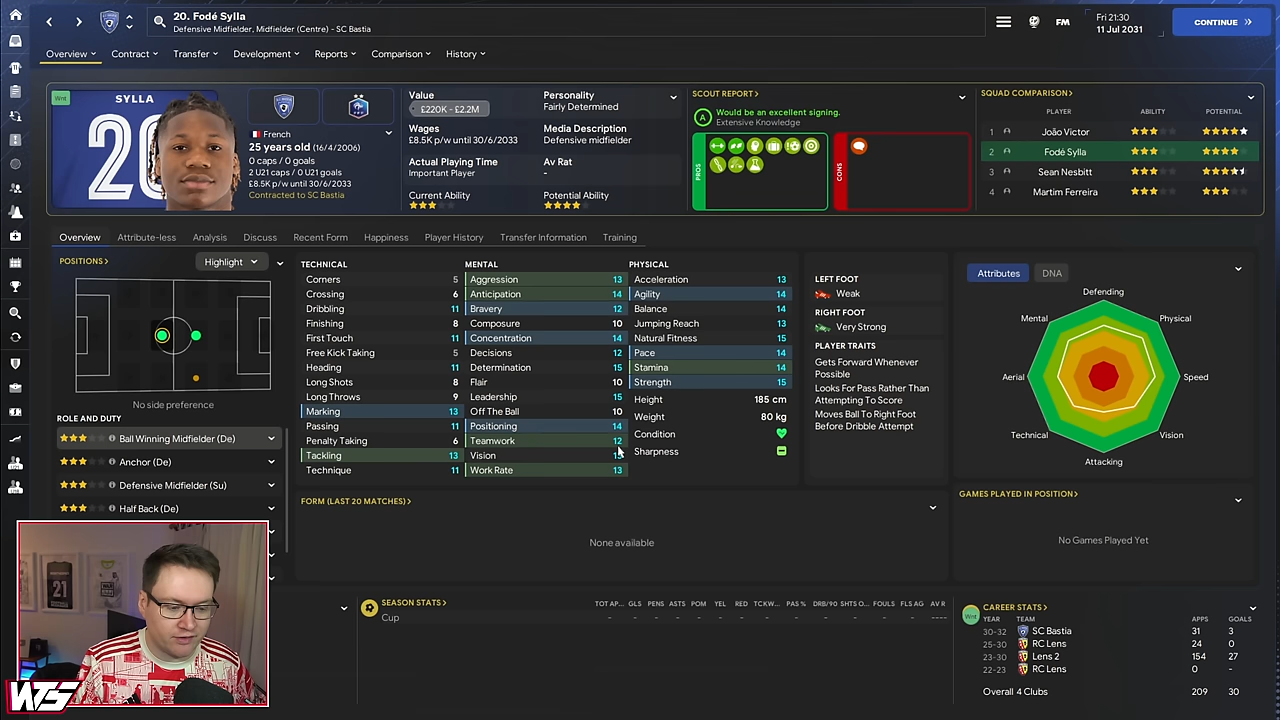 20. Fodé Sylla
Defensive Midfielder, Midfielder (Centre) - SC Bastia
FM
Fri 21:30
11 Jul 2031
CONTINUE
Overview
Contract
Transfer
Development
Reports
Comparison
History
Wnt
SYLLA
20
French
25 years old (16/4/2006)
0 caps / 0 goals
2 U21 caps / 0 U21 goals
£8.5K p/w until 30/6/2033
Contracted to SC Bastia
Value
£220K - £2.2M
Wages
£8.5K p/w until 30/6/2033
Actual Playing Time
Important Player
Current Ability
Personality
Fairly Determined
Media Description
Defensive midfielder
Av Rat
-
Potential Ability
SCOUT REPORT >
A
Would be an excellent signing.
Extensive Knowledge
PROS
CONS
SQUAD COMPARISON >
PLAYER ABILITY POTENTIAL
1 João Victor
2 Fodé Sylla
3 Sean Nesbitt
4 Martim Ferreira
Overview
Attribute-less
Analysis
Discuss
Recent Form
Happiness
Player History
Transfer Information
Training
POSITIONS >
Highlight
No side preference
ROLE AND DUTY
Ball Winning Midfielder (De)
Anchor (De)
Defensive Midfielder (Su)
Half Back (De)
TECHNICAL
Corners 5
Crossing 6
Dribbling 11
Finishing 8
First Touch 11
Free Kick Taking 5
Heading 11
Long Shots 8
Long Throws 9
Marking 13
Passing 11
Penalty Taking 6
Tackling 13
Technique 11
MENTAL
Aggression 13
Anticipation 14
Bravery 12
Composure 10
Concentration 14
Decisions 12
Determination 15
Flair 10
Leadership 15
Off The Ball 10
Positioning 14
Teamwork 12
Vision
Work Rate 13
PHYSICAL
Acceleration 13
Agility 14
Balance 14
Jumping Reach 13
Natural Fitness 15
Pace 14
Stamina 14
Strength 15
Height 185 cm
Weight 80 kg
Condition
Sharpness
LEFT FOOT
Weak
RIGHT FOOT
Very Strong
PLAYER TRAITS
Gets Forward Whenever
Possible
Looks For Pass Rather Than
Attempting To Score
Moves Ball To Right Foot
Before Dribble Attempt
Attributes
DNA
Defending
Physical
Speed
Vision
Attacking
Technical
Aerial
Mental
FORM (LAST 20 MATCHES) >
None available
GAMES PLAYED IN POSITION >
No Games Played Yet
SEASON STATS >
TOT AP... GLS PENS ASTS POM YEL RED TCKW... PAS % DRB/90 SHTS O... FOULS FLS AG AV R
Cup - - - - - - - - - - - - - ----
Wnt
CAREER STATS >
YEAR TEAM APPS GOALS
30-32 SC Bastia 31 3
25-30 RC Lens 24 0
23-30 Lens 2 154 27
22-23 RC Lens 0 -
Overall 4 Clubs 209 30
21
WTS